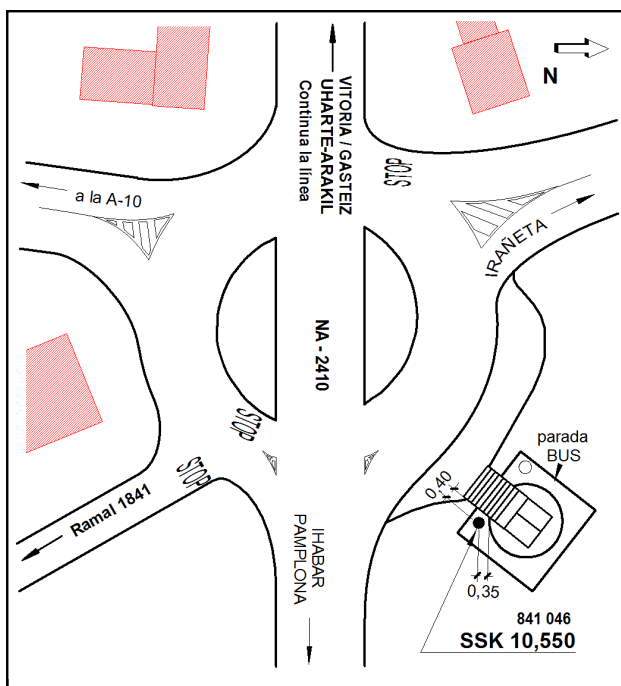 N
VITORIA / GASTEIZ
UHARTE-ARAKIL
Continua la línea
STOP
a la A-10
IRAÑETA
NA - 2410
STOP
STOP
parada
BUS
0,40
Ramal 1841
IHABAR
PAMPLONA
0,35
841 046
SSK 10,550